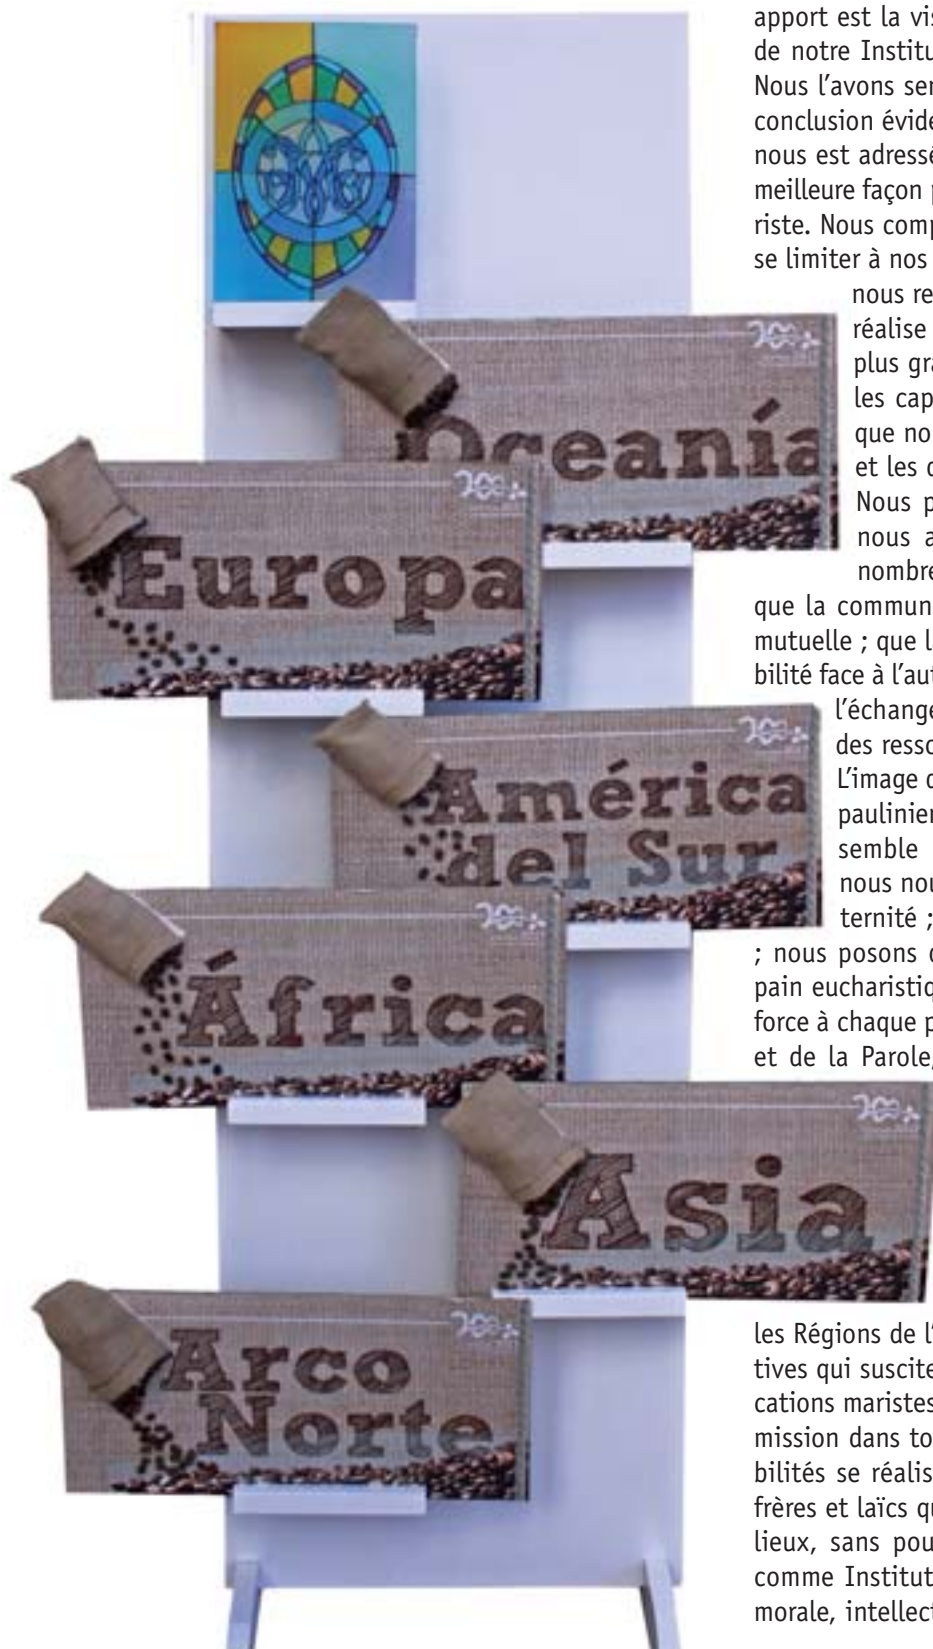 Oceanía
Europa
América
del Sur
África
Asia
Arco
Norte
apport est la vis
de notre Institu
Nous l'avons ser
conclusion évide
nous est adressé
meilleure façon p
riste. Nous comp
se limiter à nos
nous re
réalise
plus gra
les cap
que no
et les d
Nous p
nous a
nombre
que la commun
mutuelle ; que l
bilité face à l'aut
l'échange
des resso
L'image d
paulinien
semble
nous nou
ternité ;
; nous posons d
pain eucharistiq
force à chaque p
et de la Parole,
les Régions de l'
tives qui suscite
cations maristes
mission dans to
bilités se réalis
frères et laïcs qu
lieux, sans pou
comme Institut
morale, intellect